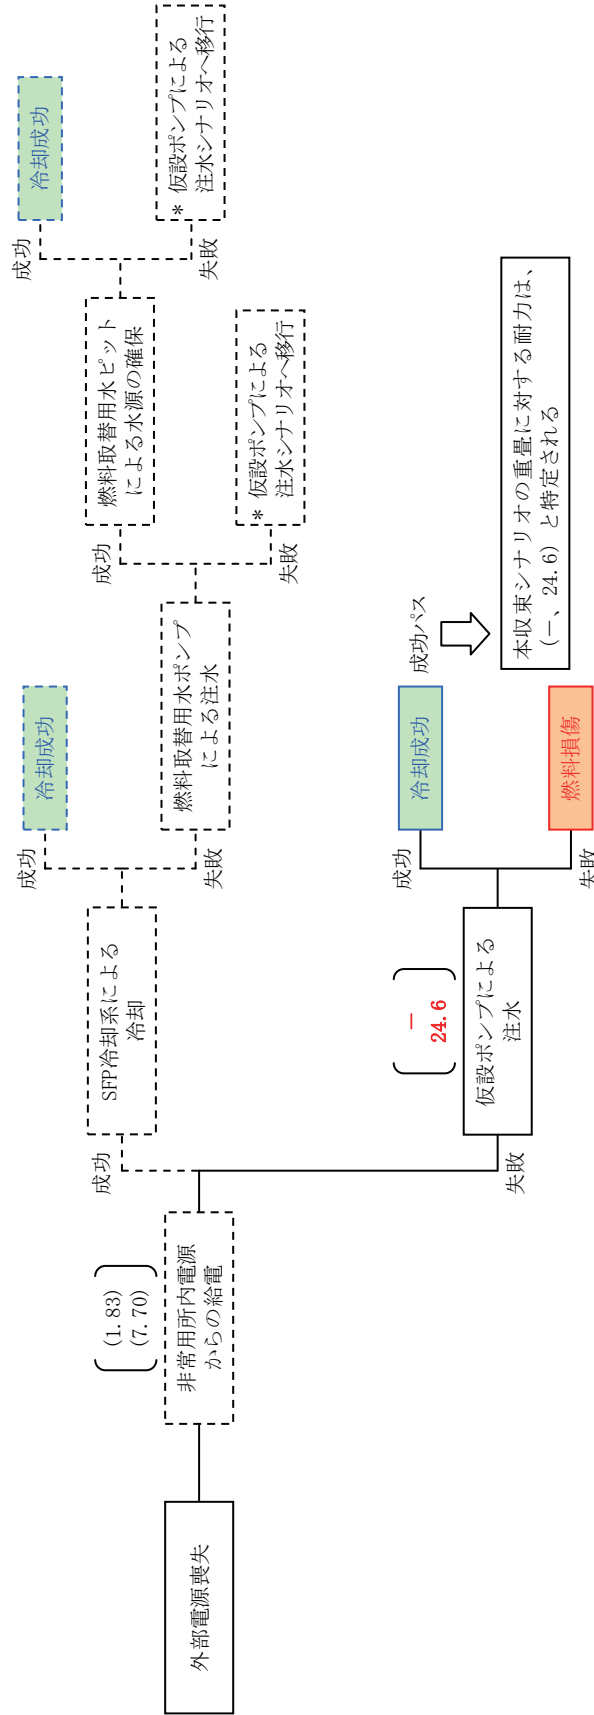 外部電源喪失
(1.83)
(7.70)
非常用所内電源
からの給電
成功
失敗
SFP冷却系による
冷却
成功
失敗
冷却成功
燃料取替用水ポンプ
による注水
成功
失敗
燃料取替用水ピット
による水源の確保
* 仮設ポンプによる
注水シナリオへ移行
成功
失敗
冷却成功
* 仮設ポンプによる
注水シナリオへ移行
－
24.6
仮設ポンプによる
注水
成功
失敗
冷却成功
燃料損傷
成功パス
本収束シナリオの重畳に対する耐力は、
(－、24.6) と特定される